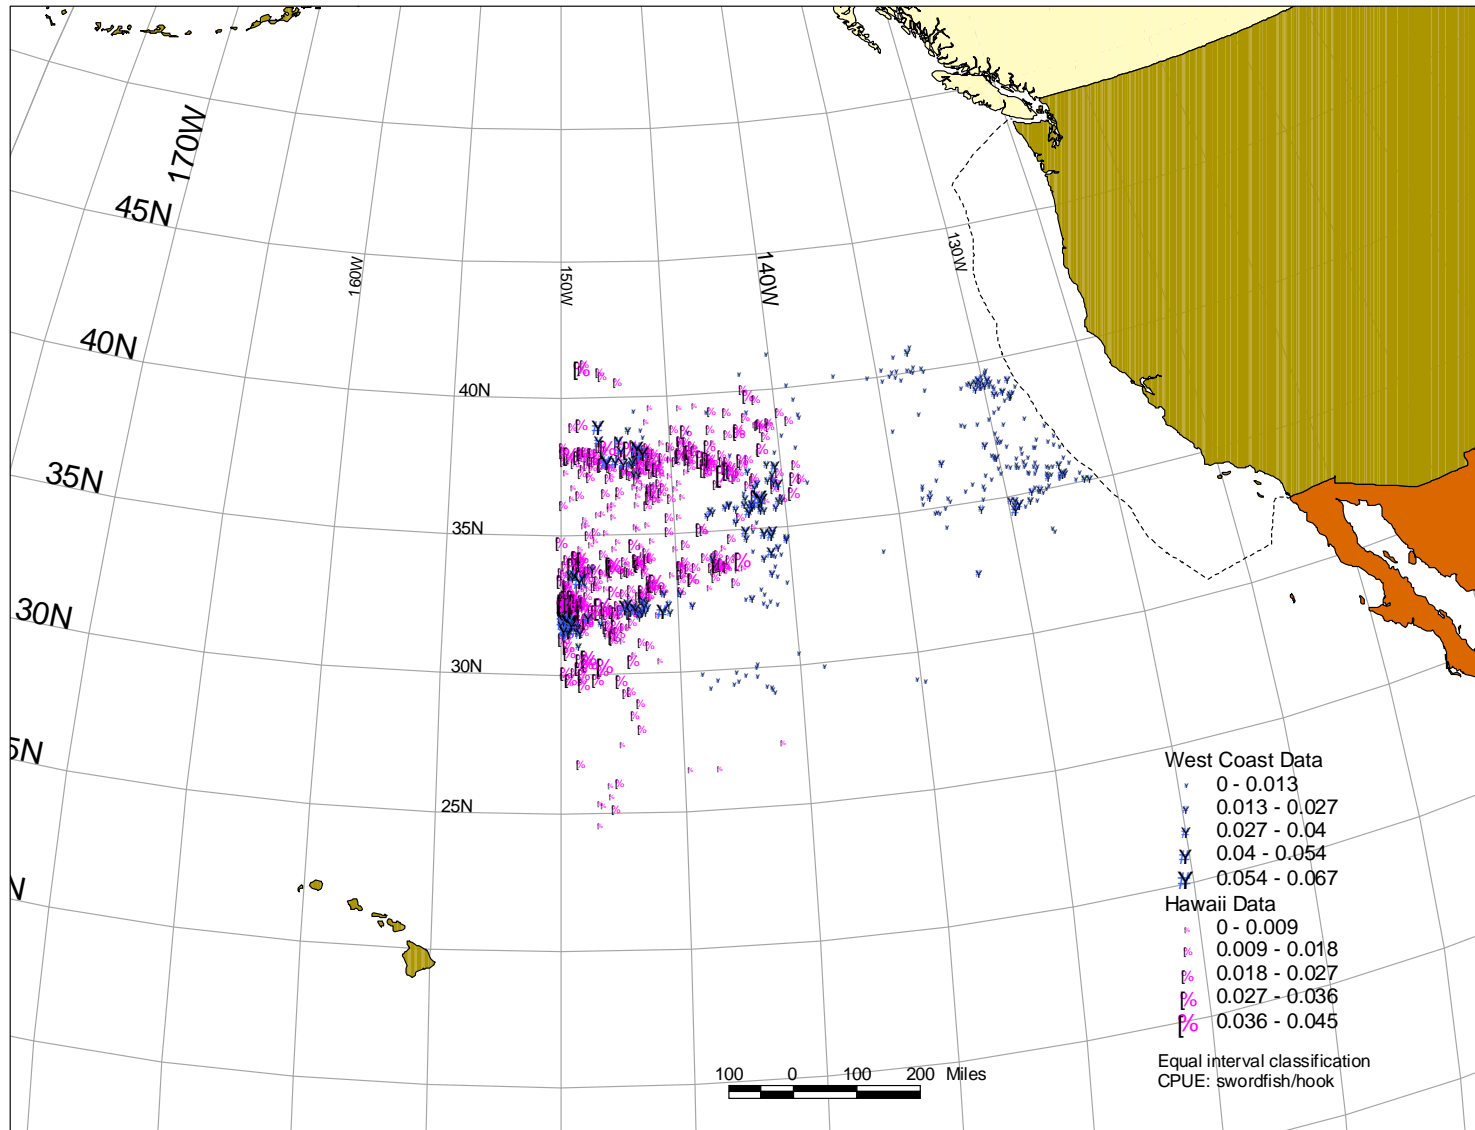 170W
45N
160W
150W
140W
130W
40N
40N
35N
35N
30N
30N
5N
25N
N
West Coast Data
0 - 0.013
0.013 - 0.027
0.027 - 0.04
0.04 - 0.054
0.054 - 0.067
Hawaii Data
0 - 0.009
0.009 - 0.018
0.018 - 0.027
0.027 - 0.036
0.036 - 0.045
Equal interval classification
CPUE: swordfish/hook
100 0 100 200 Miles